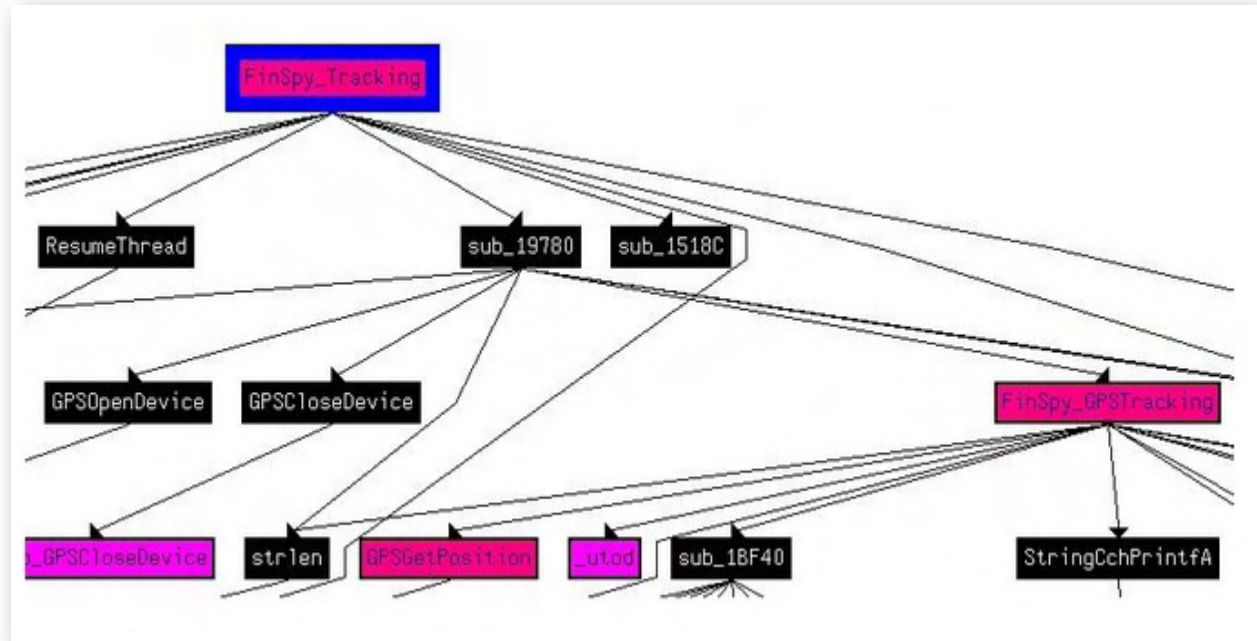 FinSpy_Tracking
ResumeThread
sub_19780
sub_1518C
GPSOpenDevice
GPSCloseDevice
FinSpy_GPSTracking
_GPSCloseDevice
strlen
GPSGetPosition
_utod
sub_1BF40
StringCchPrintfA